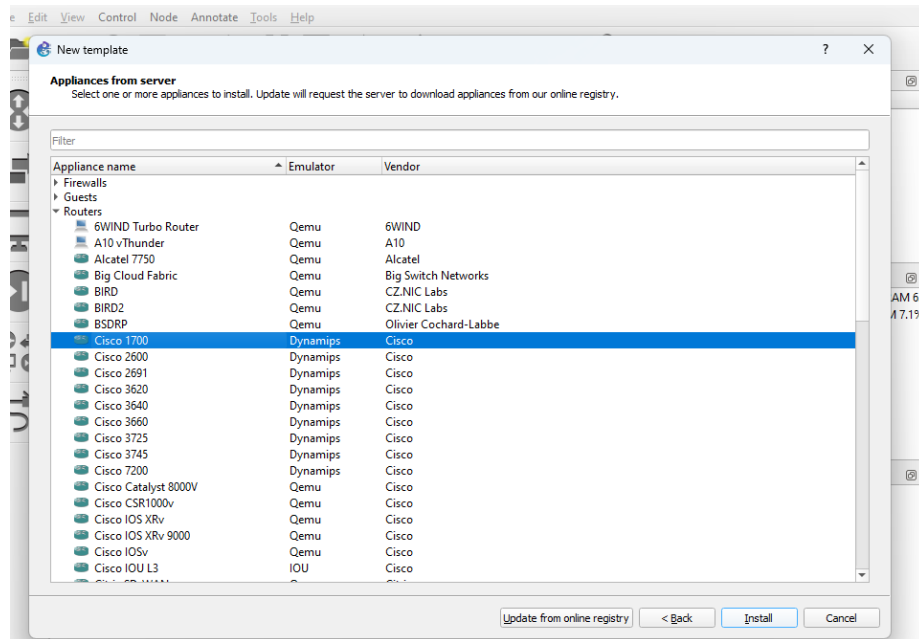 Edit View Control Node Annotate Tools Help
New template
Appliances from server
Select one or more appliances to install. Update will request the server to download appliances from our online registry.
Filter
Appliance name Emulator Vendor
Firewalls
Guests
Routers
6WIND Turbo Router Qemu 6WIND
A10 vThunder Qemu A10
Alcatel 7750 Qemu Alcatel
Big Cloud Fabric Qemu Big Switch Networks
BIRD Qemu CZ.NIC Labs
BIRD2 Qemu CZ.NIC Labs
BSDRP Qemu Olivier Cochard-Labbe
Cisco 1700 Dynamips Cisco
Cisco 2600 Dynamips Cisco
Cisco 2691 Dynamips Cisco
Cisco 3620 Dynamips Cisco
Cisco 3640 Dynamips Cisco
Cisco 3660 Dynamips Cisco
Cisco 3725 Dynamips Cisco
Cisco 3745 Dynamips Cisco
Cisco 7200 Dynamips Cisco
Cisco Catalyst 8000V Qemu Cisco
Cisco CSR1000v Qemu Cisco
Cisco IOS XRv Qemu Cisco
Cisco IOS XRv 9000 Qemu Cisco
Cisco IOSv Qemu Cisco
Cisco IOU L3 IOU Cisco
AM 6
7.1%
Update from online registry < Back Install Cancel